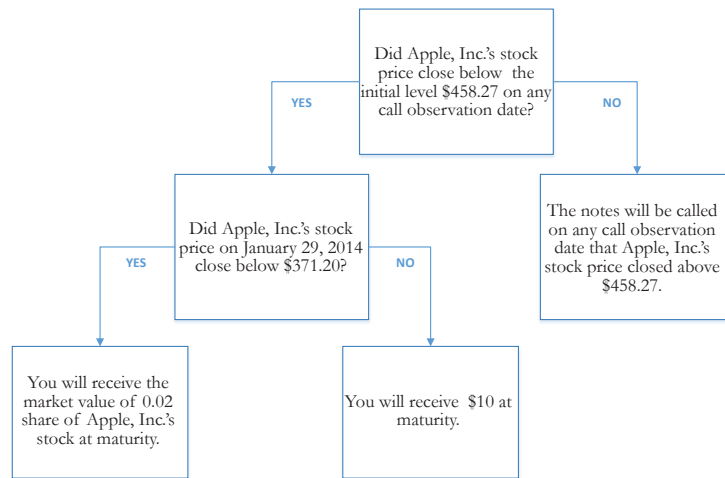 Did Apple, Inc.'s stock
price close below the
initial level $458.27 on any
call observation date?
YES
NO
Did Apple, Inc.'s stock
price on January 29, 2014
close below $371.20?
The notes will be called
on any call observation
date that Apple, Inc.'s
stock price closed above
$458.27.
YES
NO
You will receive the
market value of 0.02
share of Apple, Inc.'s
stock at maturity.
You will receive $10 at
maturity.